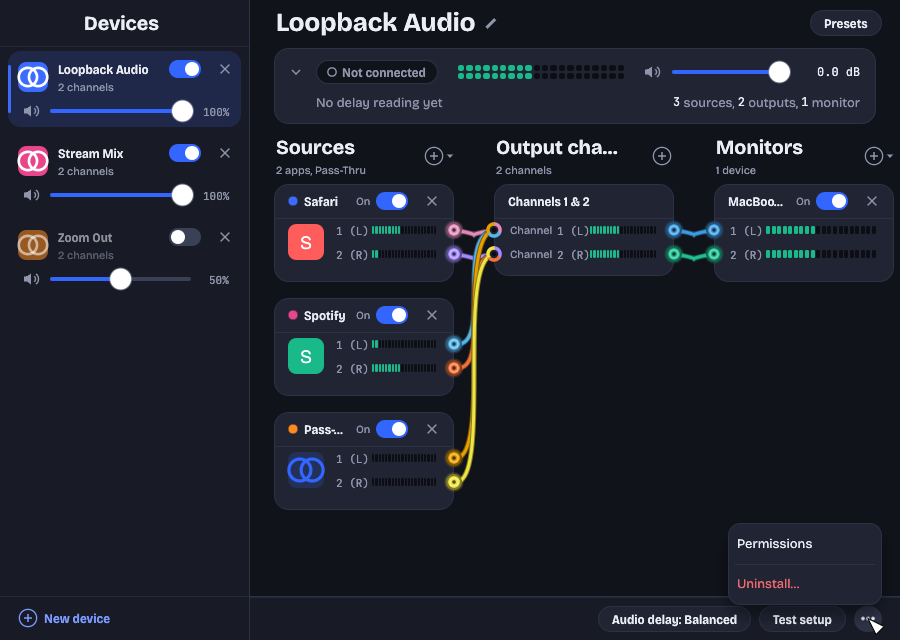 Devices
Loopback Audio
2 channels
100%
Stream Mix
2 channels
100%
Zoom Out
2 channels
50%
New device
Loopback Audio
Presets
Not connected
0.0 dB
No delay reading yet
3 sources, 2 outputs, 1 monitor
Sources
2 apps, Pass-Thru
Safari On
S
1 (L)
2 (R)
Spotify On
S
1 (L)
2 (R)
Pass-... On
1 (L)
2 (R)
Output cha...
2 channels
Channels 1 & 2
Channel 1 (L)
Channel 2 (R)
Monitors
1 device
MacBoo... On
1 (L)
2 (R)
Permissions
Uninstall...
Audio delay: Balanced
Test setup